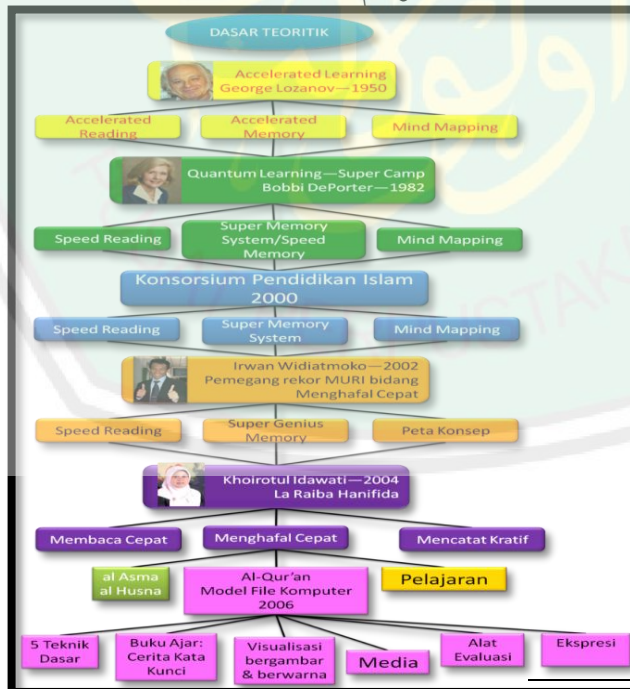 DASAR TEORITIK
Accelerated Learning
George Lozanov—1950
Accelerated
Reading
Accelerated
Memory
Mind Mapping
Quantum Learning—Super Camp
Bobbi DePorter—1982
Speed Reading
Super Memory
System/Speed
Memory
Mind Mapping
Konsorsium Pendidikan Islam
2000
Speed Reading
Super Memory
System
Mind Mapping
Irwan Widiatmoko—2002
Pemegang rekor MURI bidang
Menghafal Cepat
Speed Reading
Super Genius
Memory
Peta Konsep
Khoirotul Idawati—2004
La Raiba Hanifida
Membaca Cepat
Menghafal Cepat
Mencatat Kratif
al Asma
al Husna
Al-Qur'an
Model File Komputer
2006
Pelajaran
5 Teknik
Dasar
Buku Ajar:
Cerita Kata
Kunci
Visualisasi
bergambar
& berwarna
Media
Alat
Evaluasi
Ekspresi